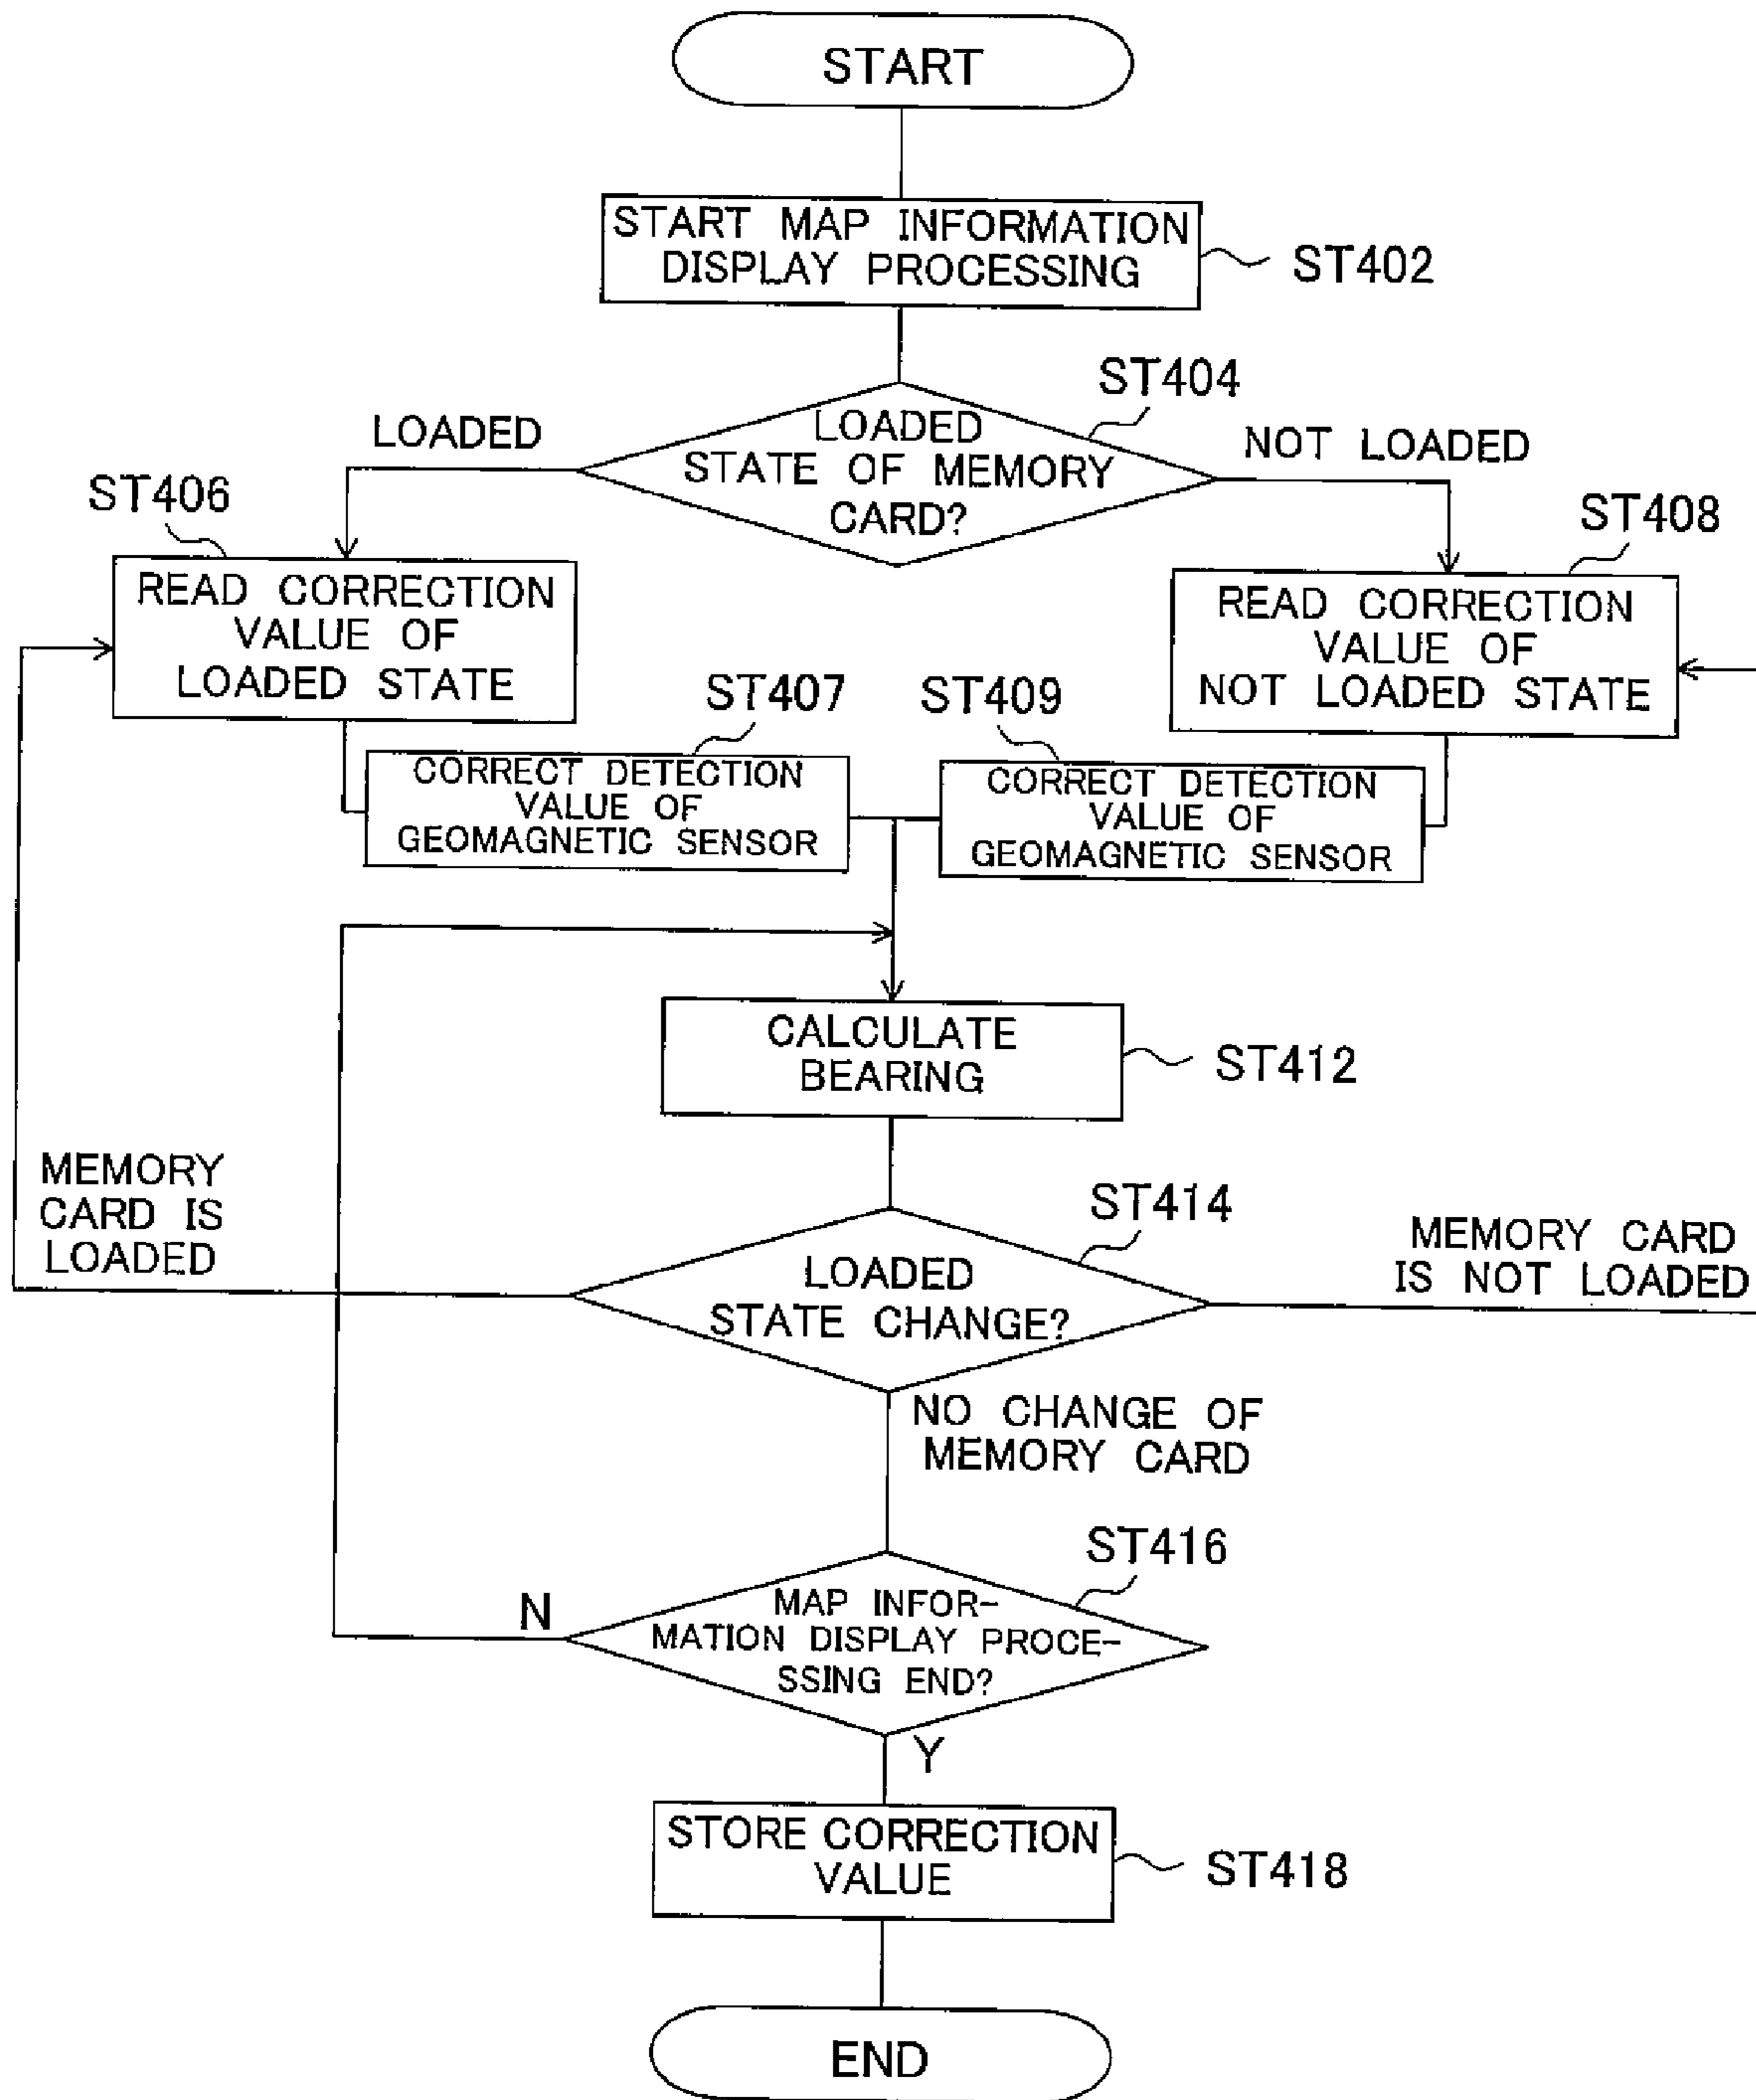 START
START MAP INFORMATION
DISPLAY PROCESSING
ST402
ST404
LOADED
STATE OF MEMORY
CARD?
LOADED
NOT LOADED
ST406
READ CORRECTION
VALUE OF
LOADED STATE
ST408
READ CORRECTION
VALUE OF
NOT LOADED STATE
ST407
CORRECT DETECTION
VALUE OF
GEOMAGNETIC SENSOR
ST409
CORRECT DETECTION
VALUE OF
GEOMAGNETIC SENSOR
CALCULATE
BEARING
ST412
MEMORY
CARD IS
LOADED
ST414
LOADED
STATE CHANGE?
MEMORY CARD
IS NOT LOADED
NO CHANGE OF
MEMORY CARD
ST416
MAP INFOR-
MATION DISPLAY PROCE-
SSING END?
N
Y
STORE CORRECTION
VALUE
ST418
END